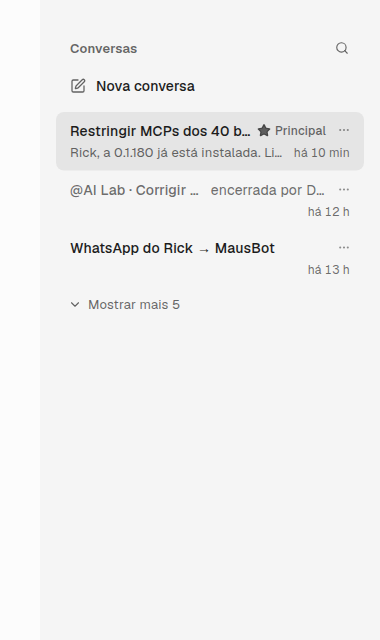 Conversas
Nova conversa
Restringir MCPs dos 40 b... Principal
Rick, a 0.1.180 já está instalada. Li... há 10 min
@AI Lab · Corrigir ... encerrada por D...
há 12 h
WhatsApp do Rick → MausBot
há 13 h
Mostrar mais 5